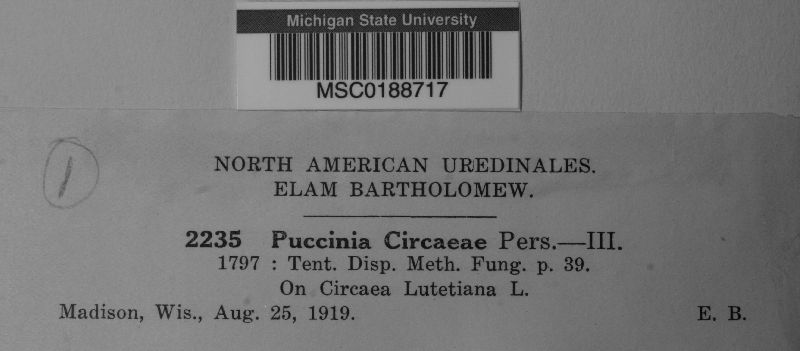 Michigan State University
MSC0188717
1
NORTH AMERICAN UREDINALES.
ELAM BARTHOLOMEW.
2235 Puccinia Circaeae Pers.—III.
1797 : Tent. Disp. Meth. Fung. p. 39.
On Circaea Lutetiana L.
Madison, Wis., Aug. 25, 1919. E. B.